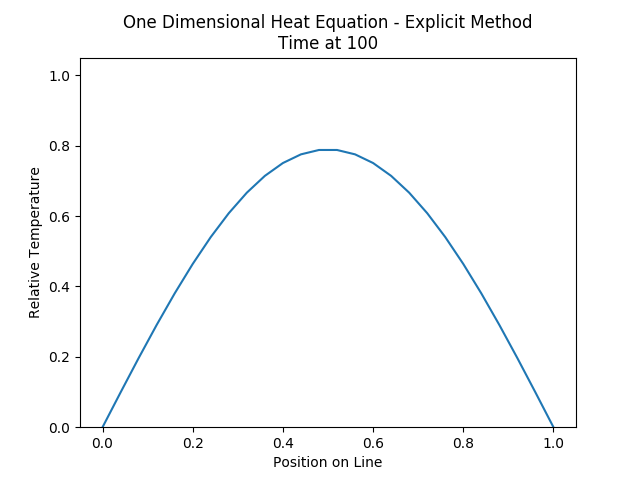 One Dimensional Heat Equation - Explicit Method
Time at 100
1.0
0.8
0.6
0.4
0.2
0.0
Relative Temperature
0.0 0.2 0.4 0.6 0.8 1.0
Position on Line